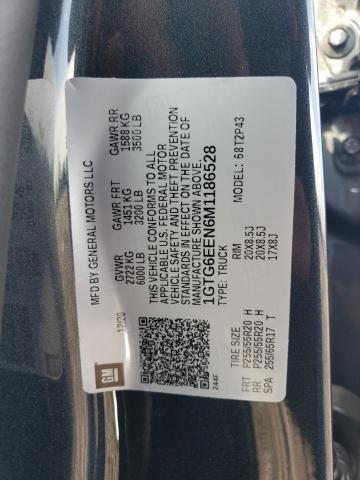 MFD BY GENERAL MOTORS LLC
12/20
GVWR GAWR FRT GAWR RR
2722 KG 1451 KG 1588 KG
6000 LB 3200 LB 3500 LB
THIS VEHICLE CONFORMS TO ALL
APPLICABLE U.S. FEDERAL MOTOR
VEHICLE SAFETY AND THEFT PREVENTION
STANDARDS IN EFFECT ON THE DATE OF
MANUFACTURE SHOWN ABOVE.
1GTG6EEN6M1186528
TYPE: TRUCK MODEL: 6BT2P43
TIRE SIZE RIM
FRT P255/55R20 H 20X8.5J
RR P255/55R20 H 20X8.5J
SPA 255/65R17 T 17X8J
GM
244F